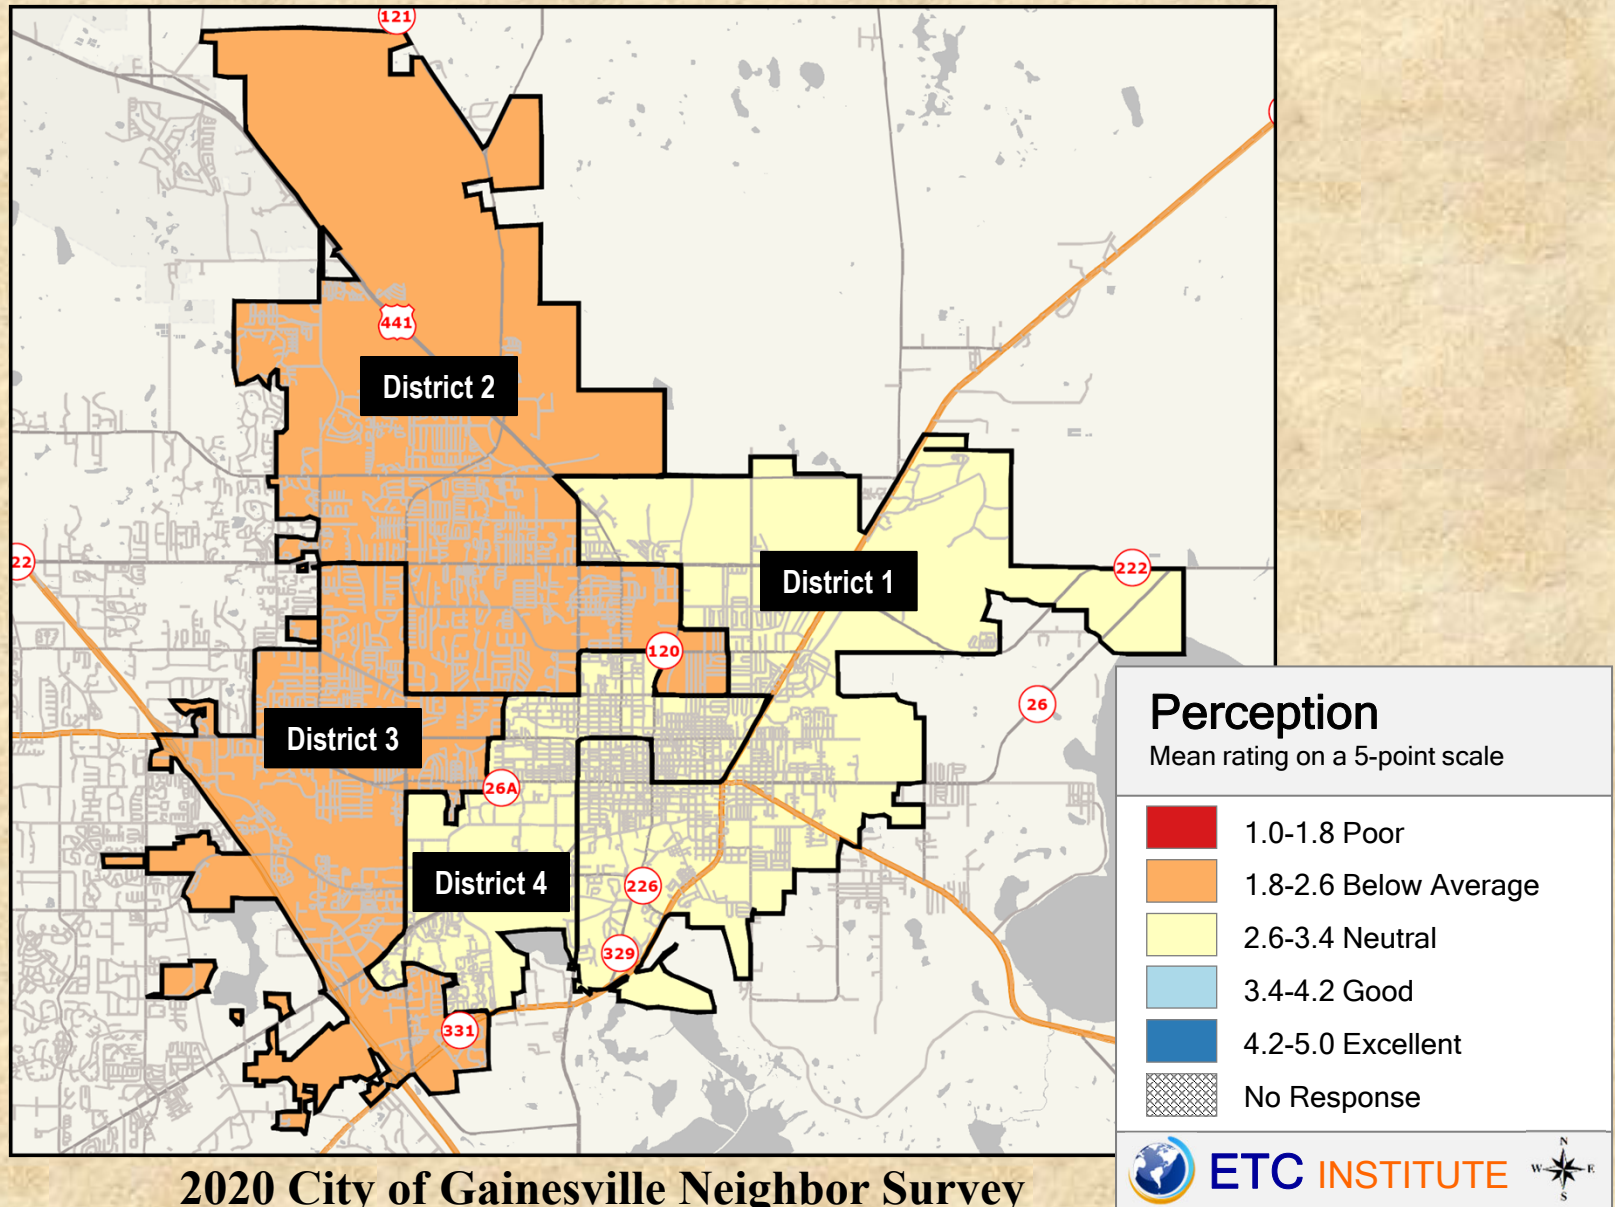 121
441
District 2
22
222
District 1
120
26
District 3
26A
District 4
226
329
331
Perception
Mean rating on a 5-point scale
1.0-1.8 Poor
1.8-2.6 Below Average
2.6-3.4 Neutral
3.4-4.2 Good
4.2-5.0 Excellent
No Response
ETC INSTITUTE
N
W E
S
2020 City of Gainesville Neighbor Survey